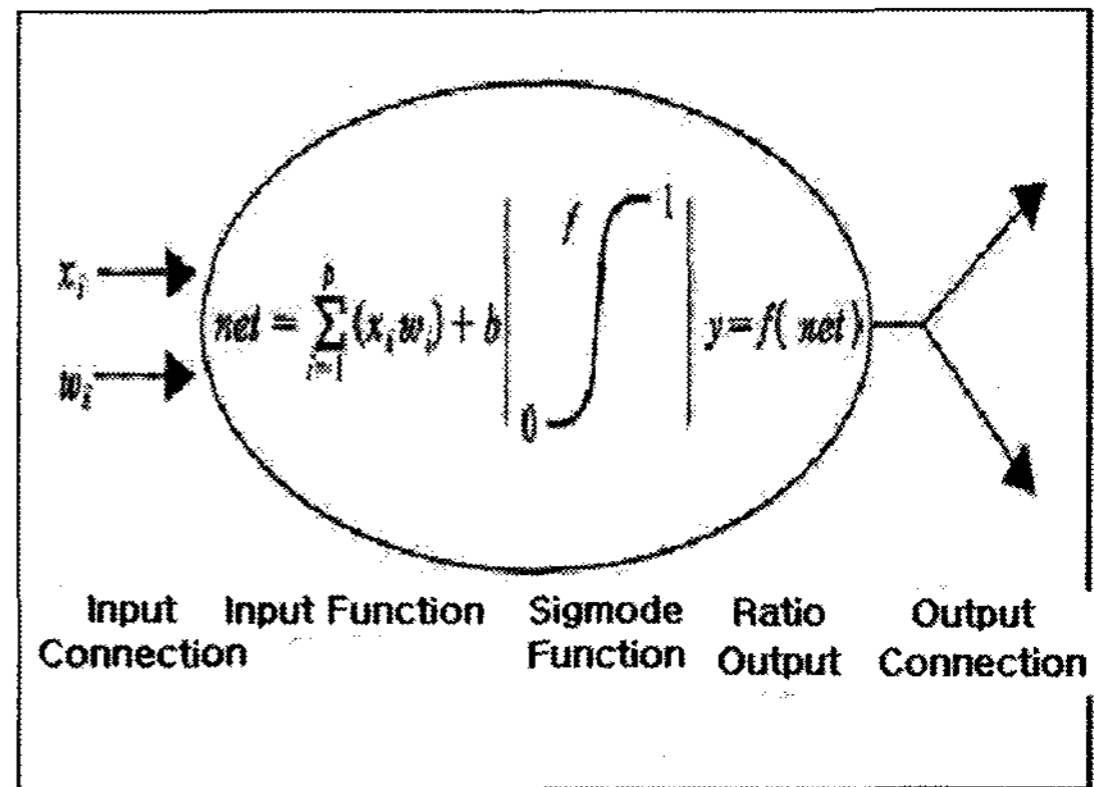 f
1
x_i
p
net = ∑ (x_i w_i) + b
i=1
y = f( net )
w_i
0
Input Connection
Input Function
Sigmode Function
Ratio Output
Output Connection